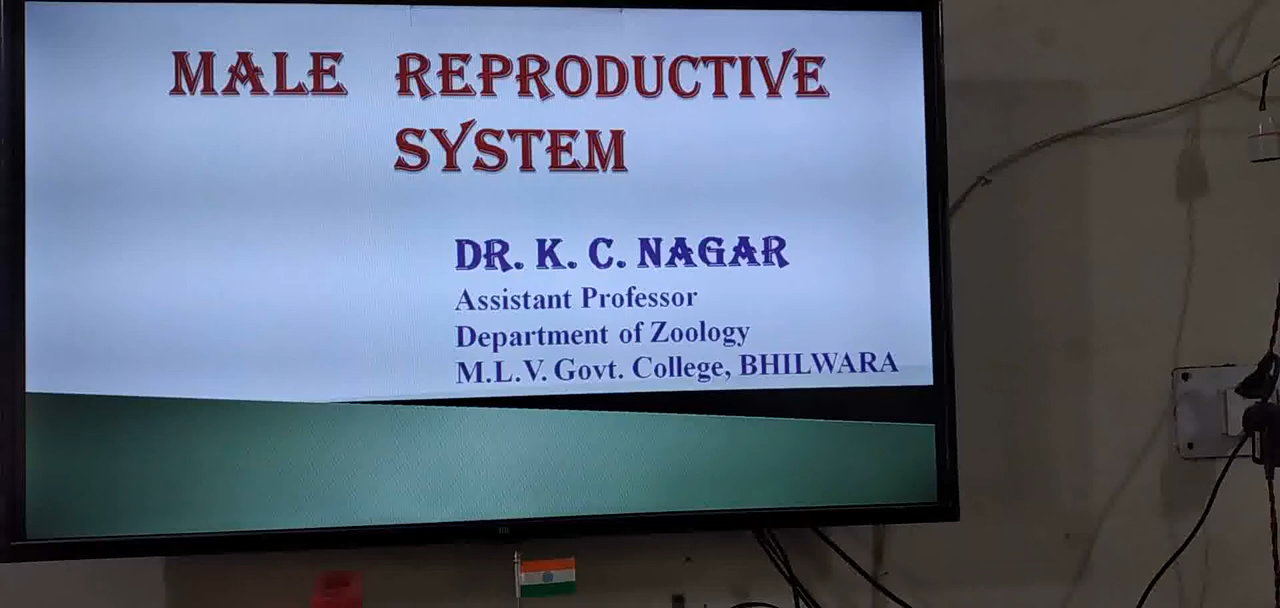 MALE REPRODUCTIVE
SYSTEM
DR. K. C. NAGAR
Assistant Professor
Department of Zoology
M.L.V. Govt. College, BHILWARA